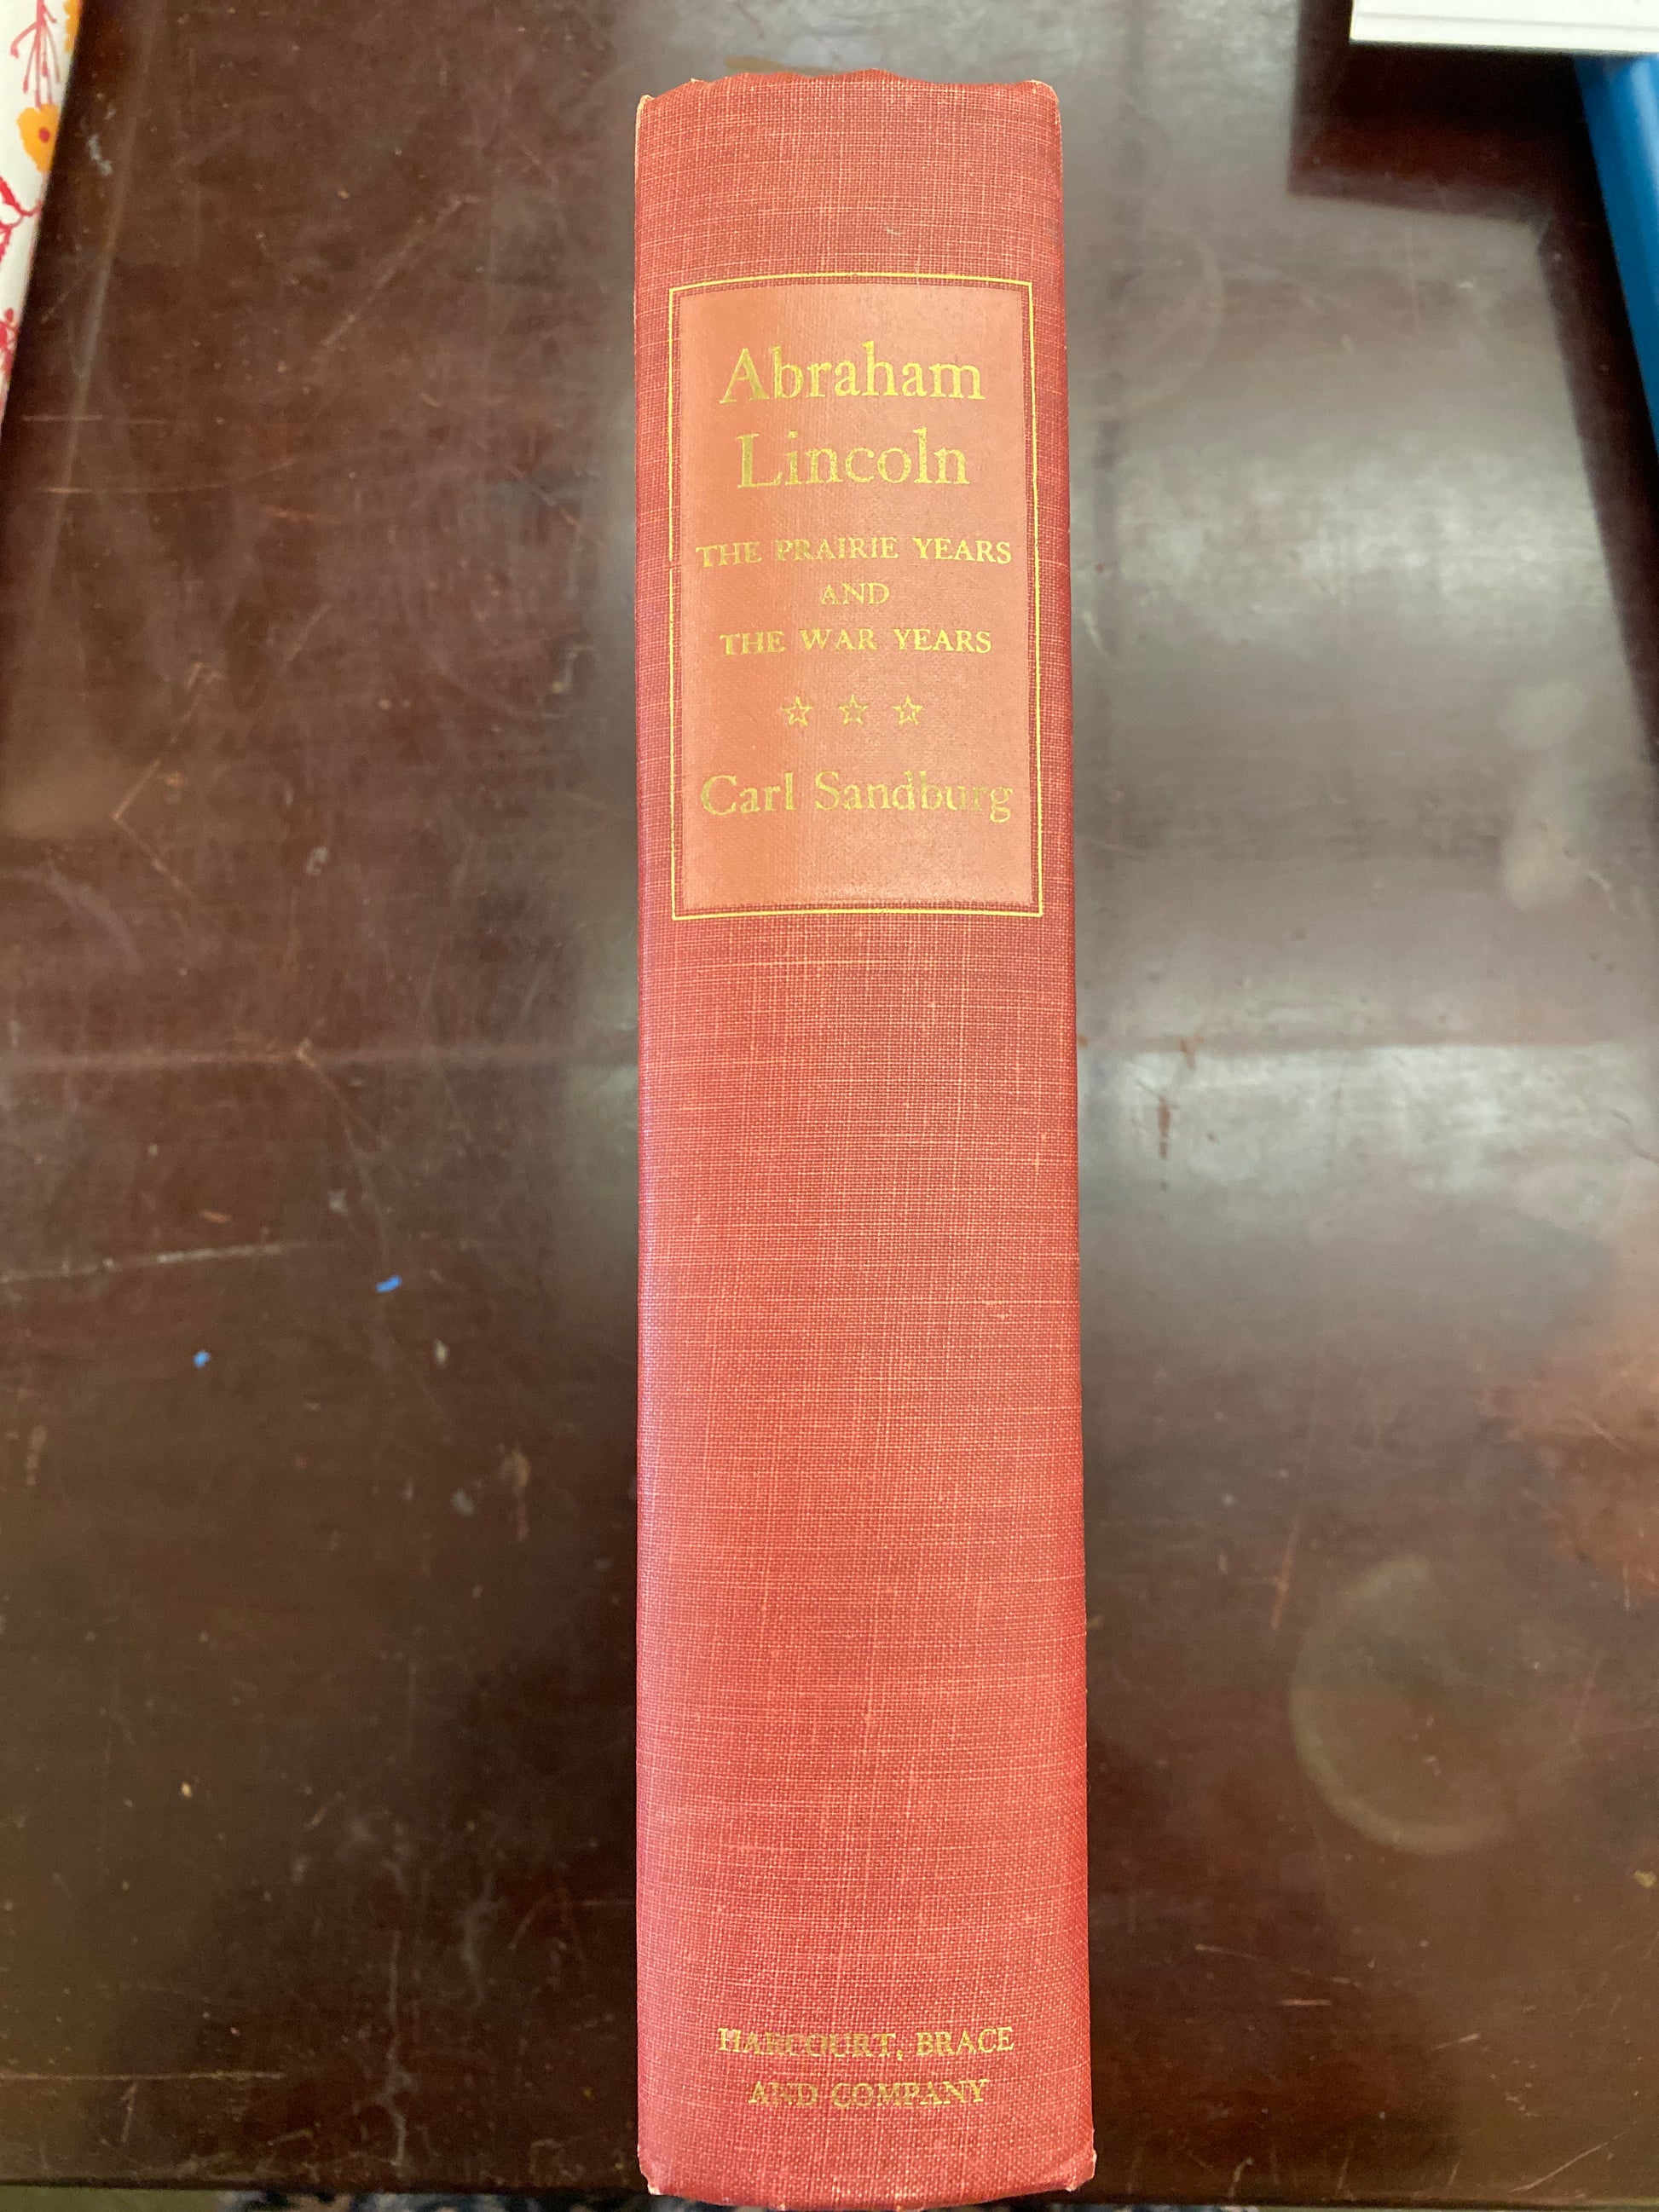 Abraham
Lincoln
THE PRAIRIE YEARS
AND
THE WAR YEARS
Carl Sandburg
HARCOURT, BRACE
AND COMPANY